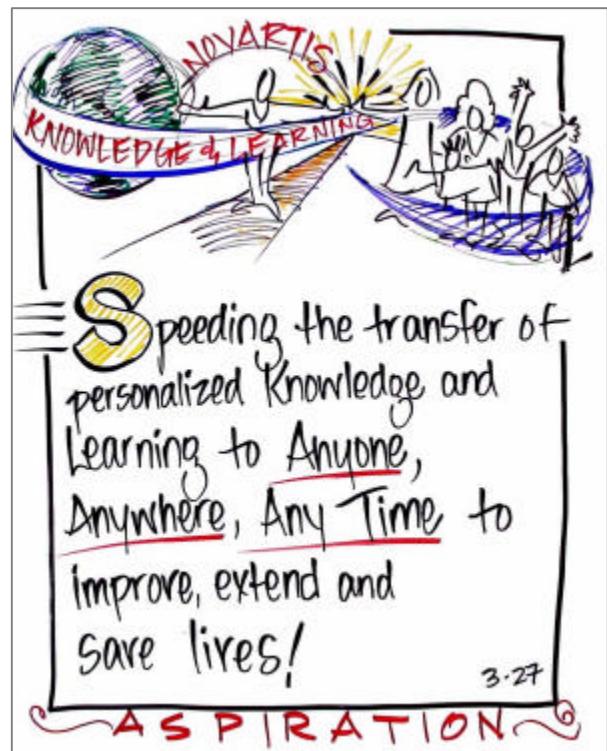 NOVARTIS
KNOWLEDGE & LEARNING
Speeding the transfer of
personalized Knowledge and
Learning to Anyone,
Anywhere, Any Time to
improve, extend and
save lives!
3-27
ASPIRATION